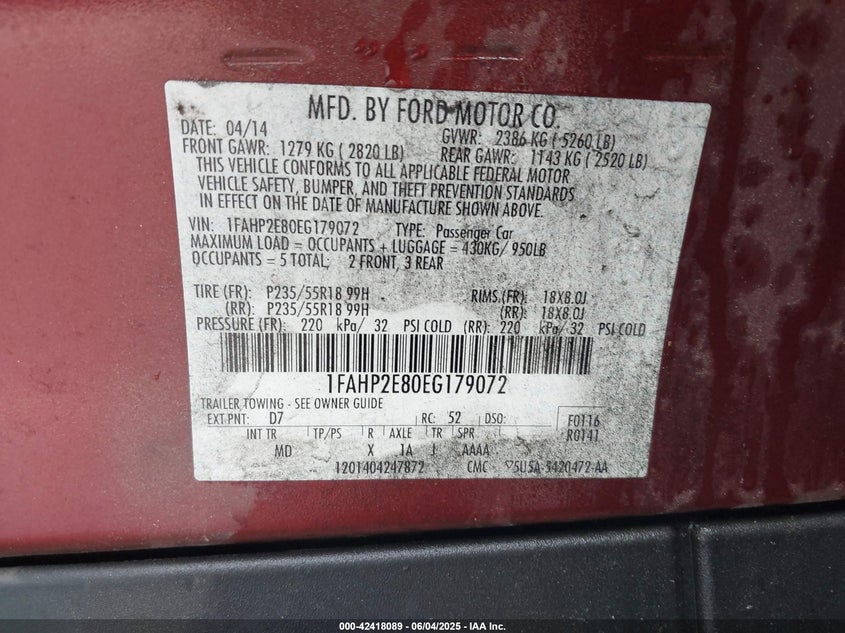 MFD. BY FORD MOTOR CO.
DATE: 04/14 GVWR: 2386 KG ( 5260 LB)
FRONT GAWR: 1279 KG ( 2820 LB) REAR GAWR: 1143 KG ( 2520 LB)
THIS VEHICLE CONFORMS TO ALL APPLICABLE FEDERAL MOTOR
VEHICLE SAFETY, BUMPER, AND THEFT PREVENTION STANDARDS
IN EFFECT ON THE DATE OF MANUFACTURE SHOWN ABOVE.
VIN: 1FAHP2E80EG179072 TYPE: Passenger Car
MAXIMUM LOAD = OCCUPANTS + LUGGAGE = 430KG/ 950LB
OCCUPANTS = 5 TOTAL; 2 FRONT, 3 REAR
TIRE (FR): P235/55R18 99H RIMS (FR): 18X8.0J
(RR): P235/55R18 99H (RR): 18X8.0J
PRESSURE (FR): 220 kPa/ 32 PSI COLD (RR): 220 kPa/ 32 PSI COLD
1FAHP2E80EG179072
TRAILER TOWING - SEE OWNER GUIDE
EXT PNT: D7 RC: 52 DSO: F0116
INT TR TP/PS R AXLE TR SPR R0141
MD X 1A J AAAA
1201404247872 CMC 5U5A-5420472-AA
000-42418089 - 06/04/2025 - IAA Inc.